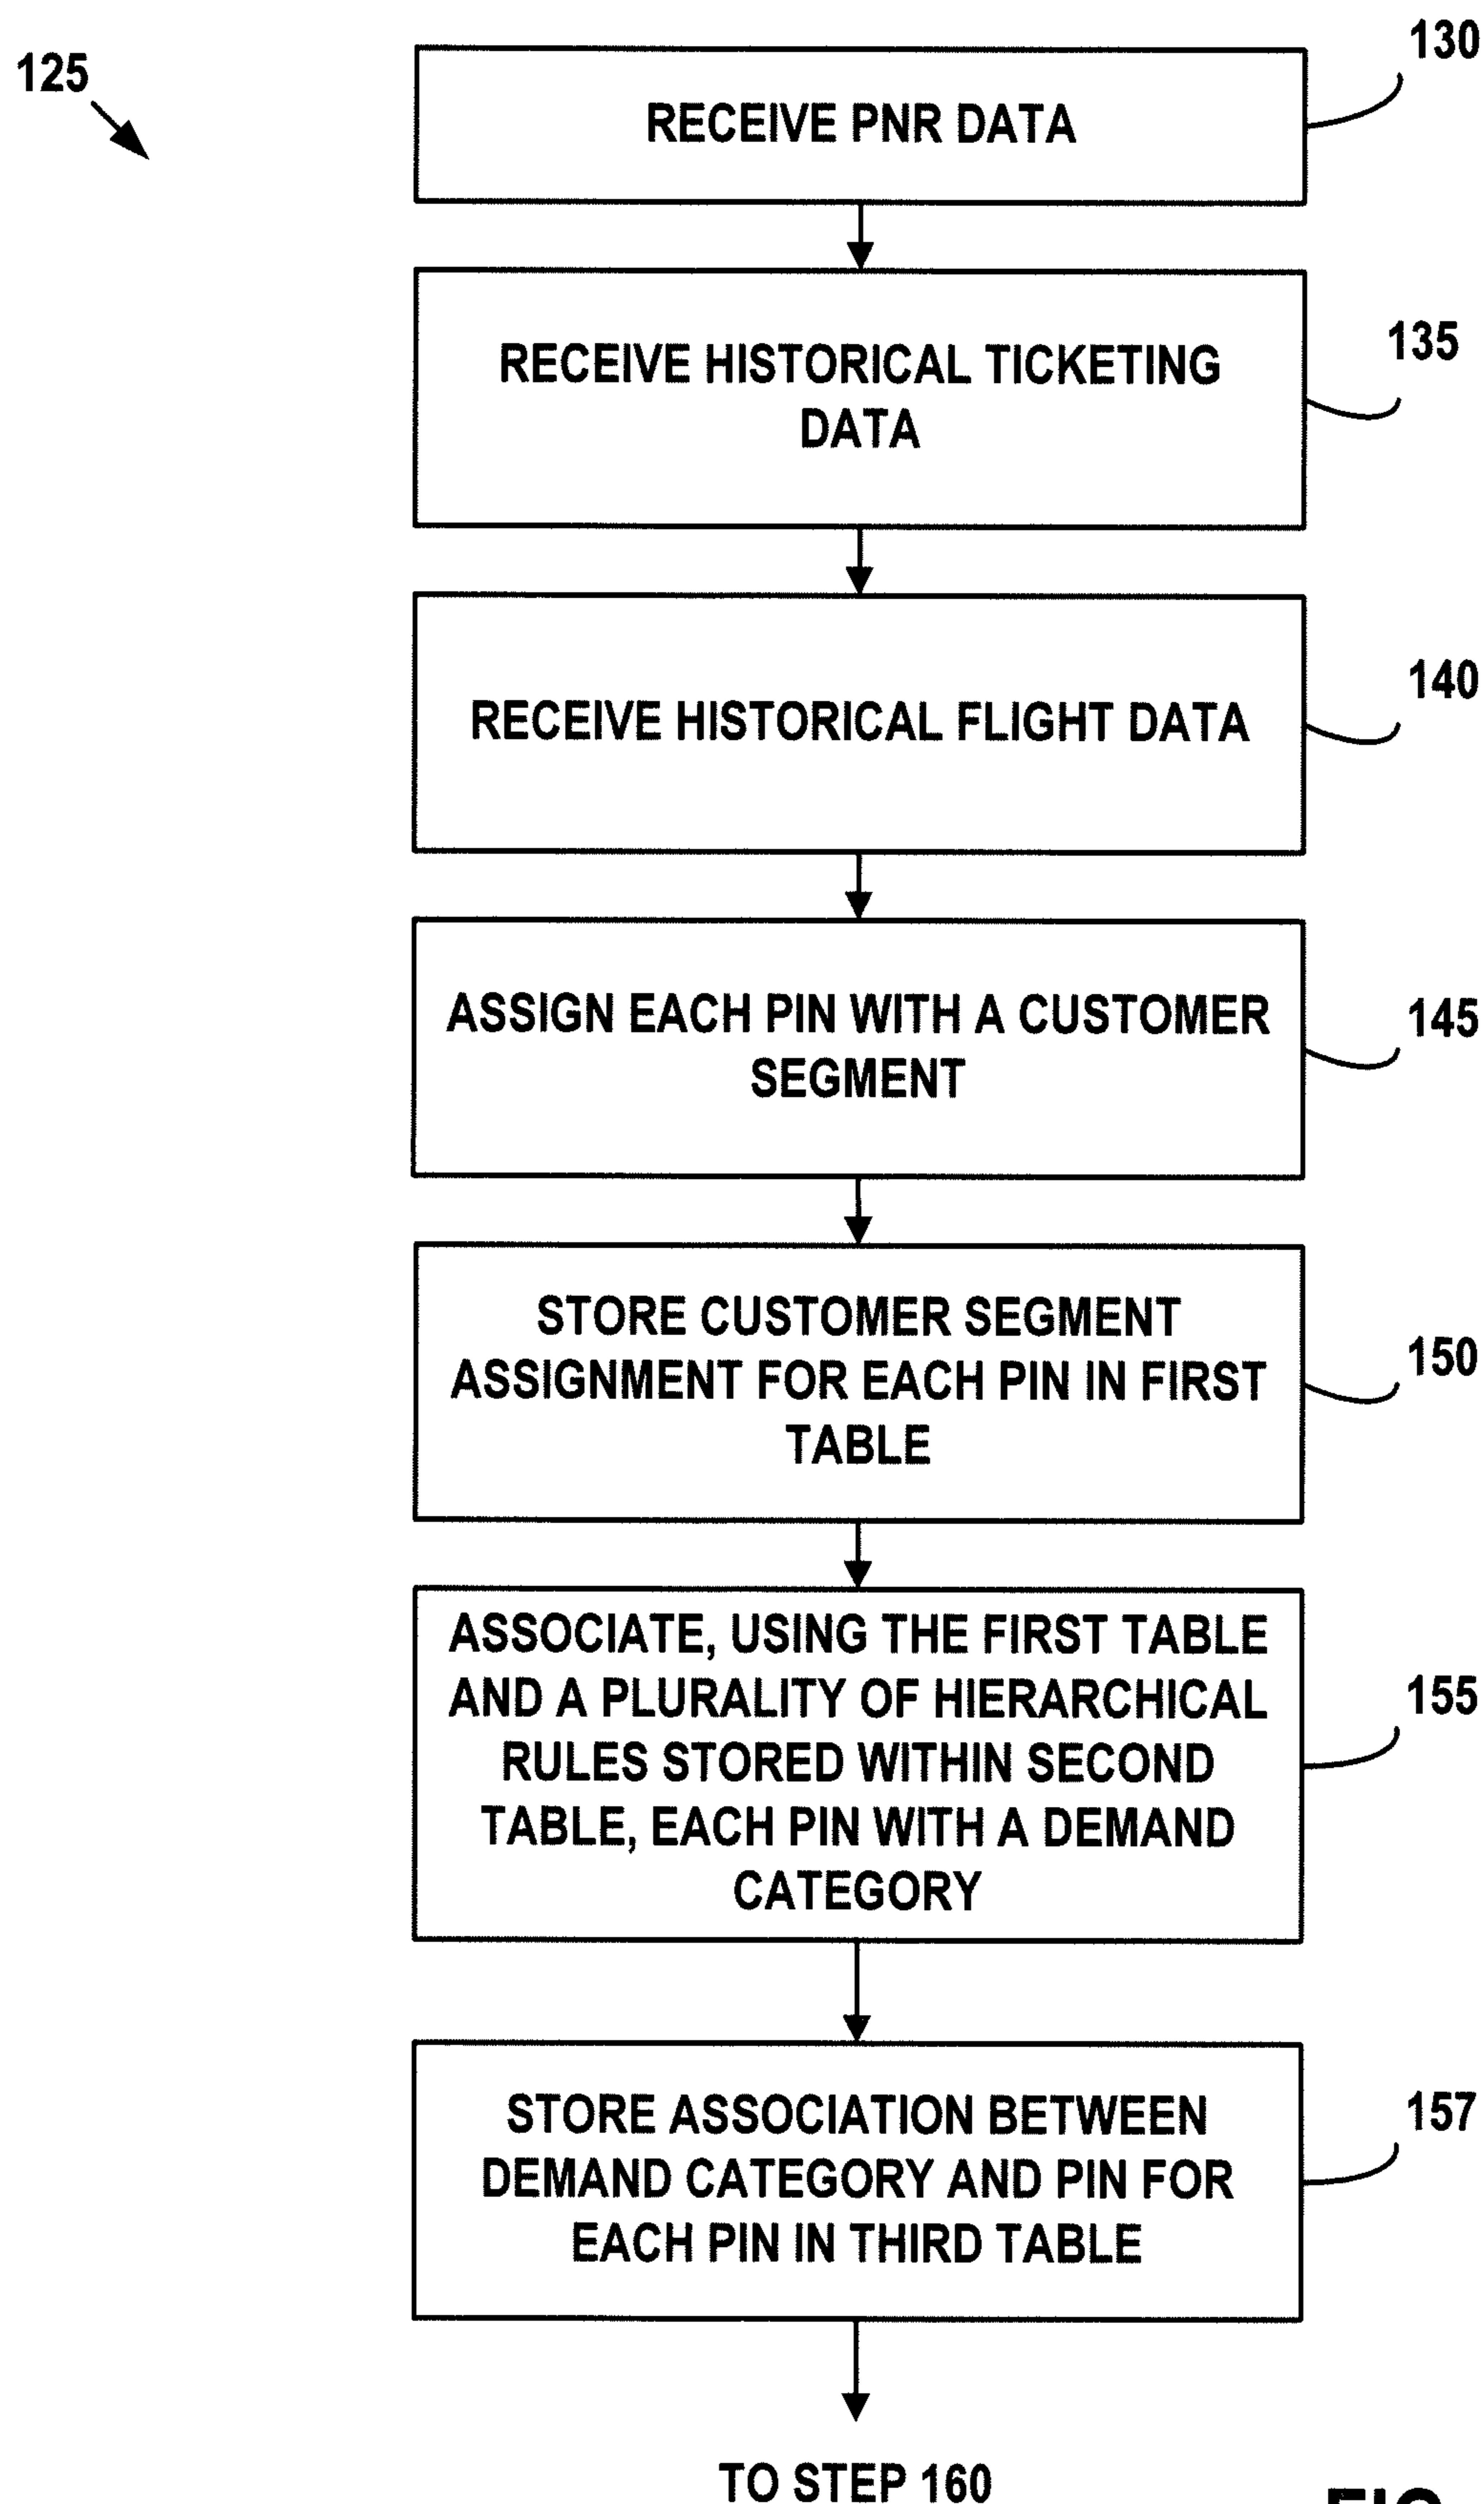 125
130
RECEIVE PNR DATA
RECEIVE HISTORICAL TICKETING
DATA
135
RECEIVE HISTORICAL FLIGHT DATA
140
ASSIGN EACH PIN WITH A CUSTOMER
SEGMENT
145
STORE CUSTOMER SEGMENT
ASSIGNMENT FOR EACH PIN IN FIRST
TABLE
150
ASSOCIATE, USING THE FIRST TABLE
AND A PLURALITY OF HIERARCHICAL
RULES STORED WITHIN SECOND
TABLE, EACH PIN WITH A DEMAND
CATEGORY
155
STORE ASSOCIATION BETWEEN
DEMAND CATEGORY AND PIN FOR
EACH PIN IN THIRD TABLE
157
TO STEP 160